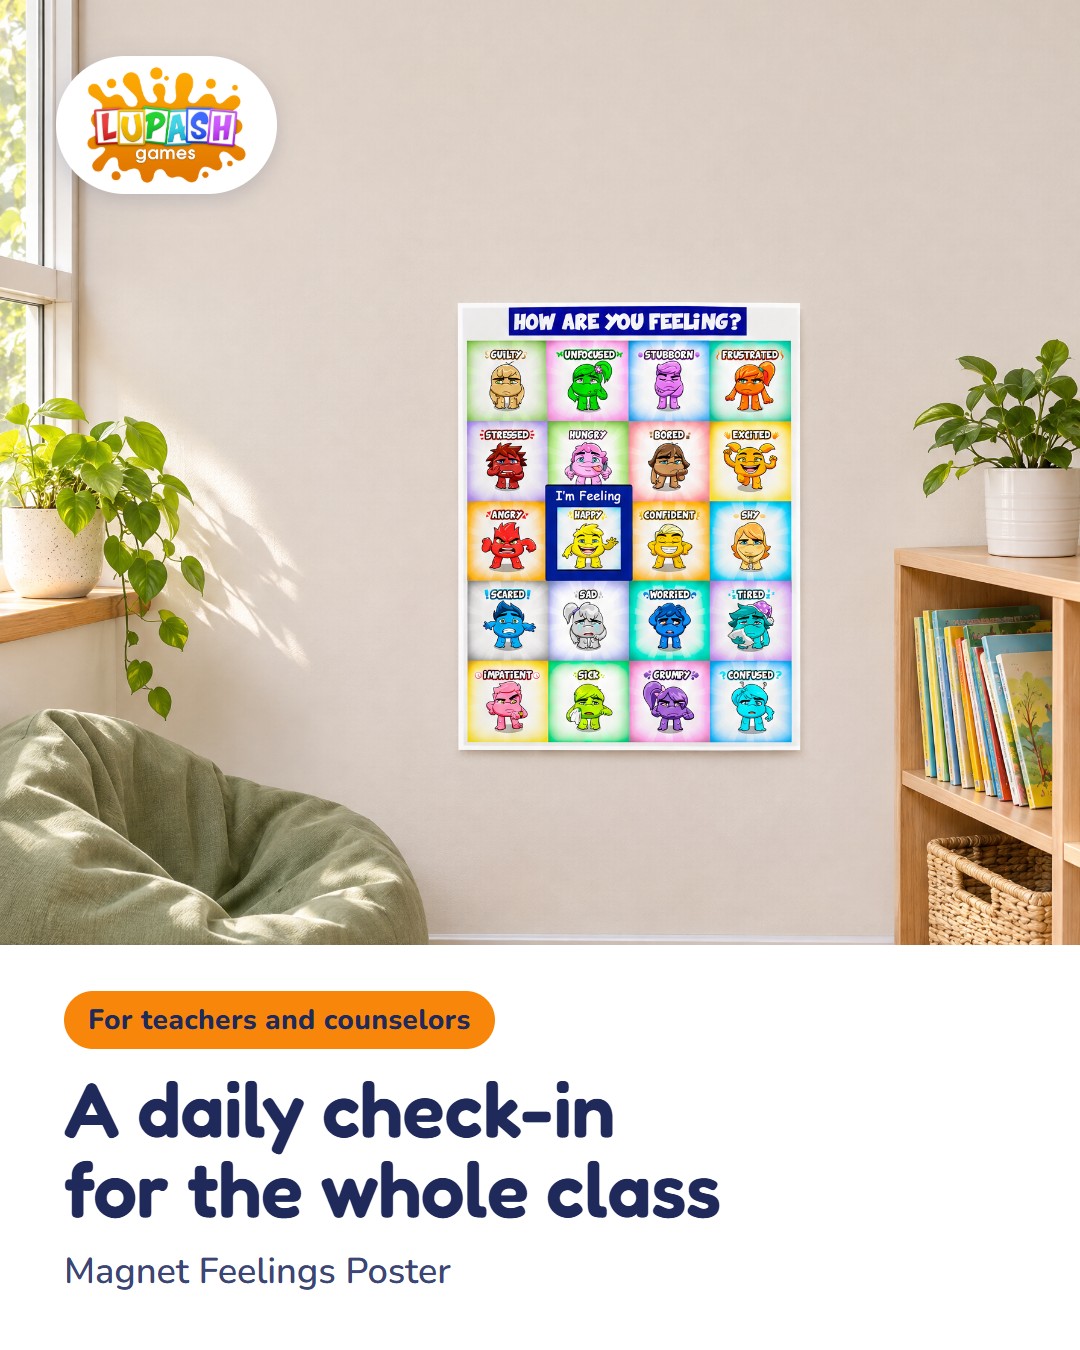 LUPASH
games
HOW ARE YOU FEELING?
GUILTY
UNFOCUSED
STUBBORN
FRUSTRATED
STRESSED
HUNGRY
BORED
EXCITED
I'm Feeling
ANGRY
HAPPY
CONFIDENT
SHY
SCARED!
SAD
WORRIED
TIRED
IMPATIENT
SICK
GRUMPY
?CONFUSED?
For teachers and counselors
A daily check-in
for the whole class
Magnet Feelings Poster